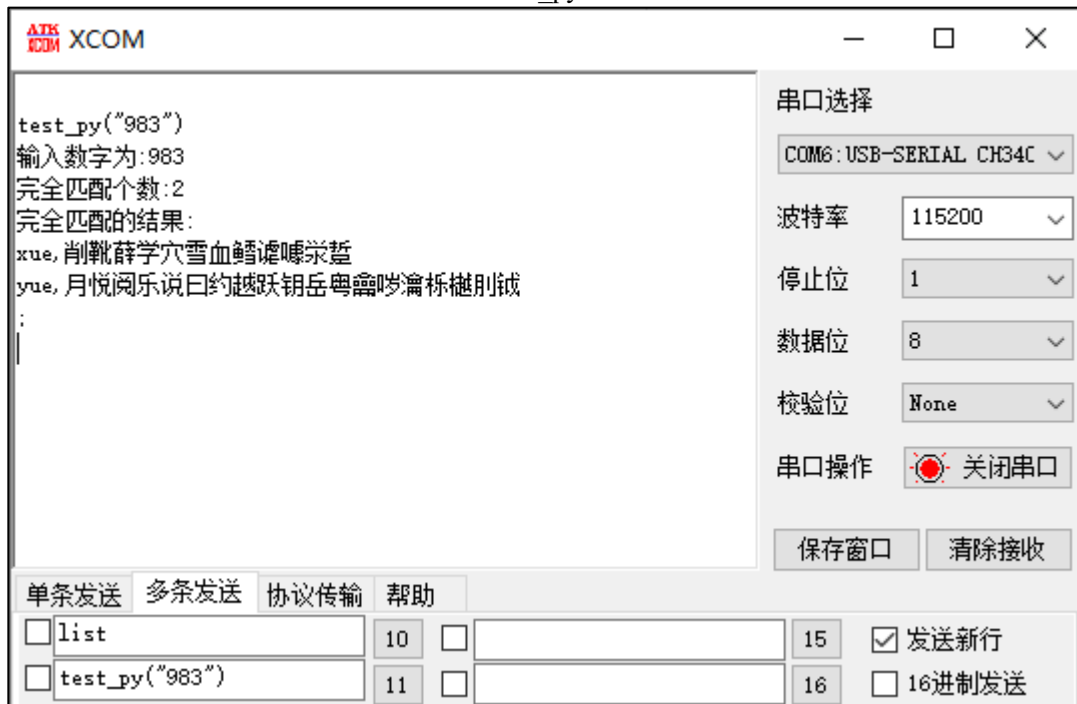 _py
ATK XCOM XCOM
test_py("983")
输入数字为:983
完全匹配个数:2
完全匹配的结果:
xue,削靴薛学穴雪血鳕谑噱泶踅
yue,月悦阅乐说曰约越跃钥岳粤龠哕瀹栎樾刖钺
;
串口选择
COM6:USB-SERIAL CH340
波特率 115200
停止位 1
数据位 8
校验位 None
串口操作 关闭串口
保存窗口 清除接收
单条发送 多条发送 协议传输 帮助
list 10 15 发送新行
test_py("983") 11 16 16进制发送